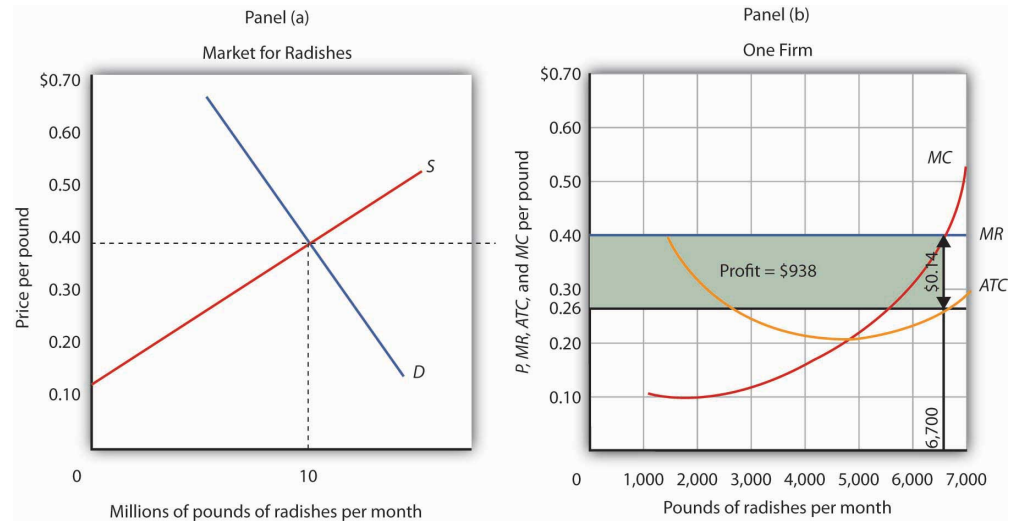 Panel (a)
Market for Radishes
Price per pound
$0.70
0.60
0.50
0.40
0.30
0.20
0.10
0
10
S
D
Millions of pounds of radishes per month
Panel (b)
One Firm
P, MR, ATC, and MC per pound
$0.70
0.60
0.50
0.40
0.30
0.26
0.20
0.10
MC
MR
ATC
Profit = $938
$0.14
6,700
0
1,000
2,000
3,000
4,000
5,000
6,000
7,000
Pounds of radishes per month